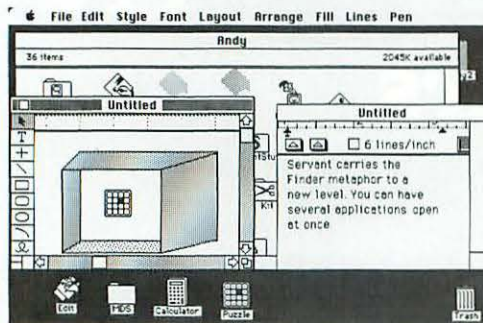 File Edit Style Font Layout Arrange Fill Lines Pen
Andy
36 items
2045K available
Untitled
T
Untitled
6 lines/inch
Servant carries the
Finder metaphor to a
new level. You can have
several applications open
at once
Kit
Edit
MDS
Calculator
Puzzle
Trash